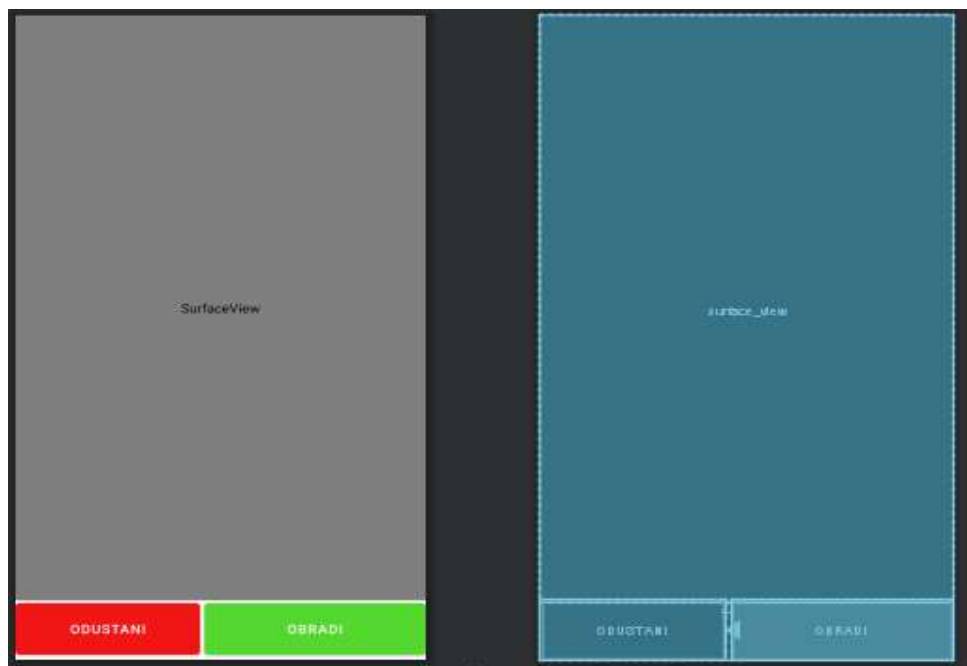 SurfaceView
ODUSTANI
OBRADI
surface_view
ODUSTANI
OBRADI